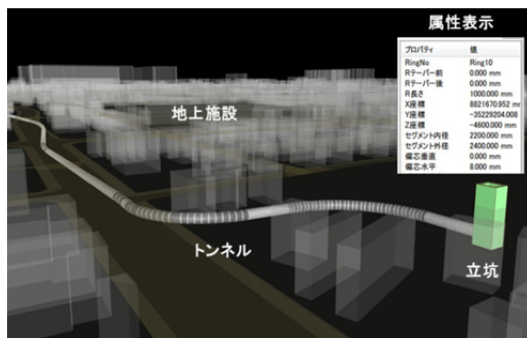 属性表示
プロパティ 値
RingNo Ring10
Rテーパー前 0.000 mm
Rテーパー後 0.000 mm
R長さ 1000.000 mm
X座標 8821670.952 mm
Y座標 -35229204.008
Z座標 -4600.000 mm
セグメント内径 2200.000 mm
セグメント外径 2400.000 mm
偏芯垂直 0.000 mm
偏芯水平 8.000 mm
地上施設
トンネル
立坑